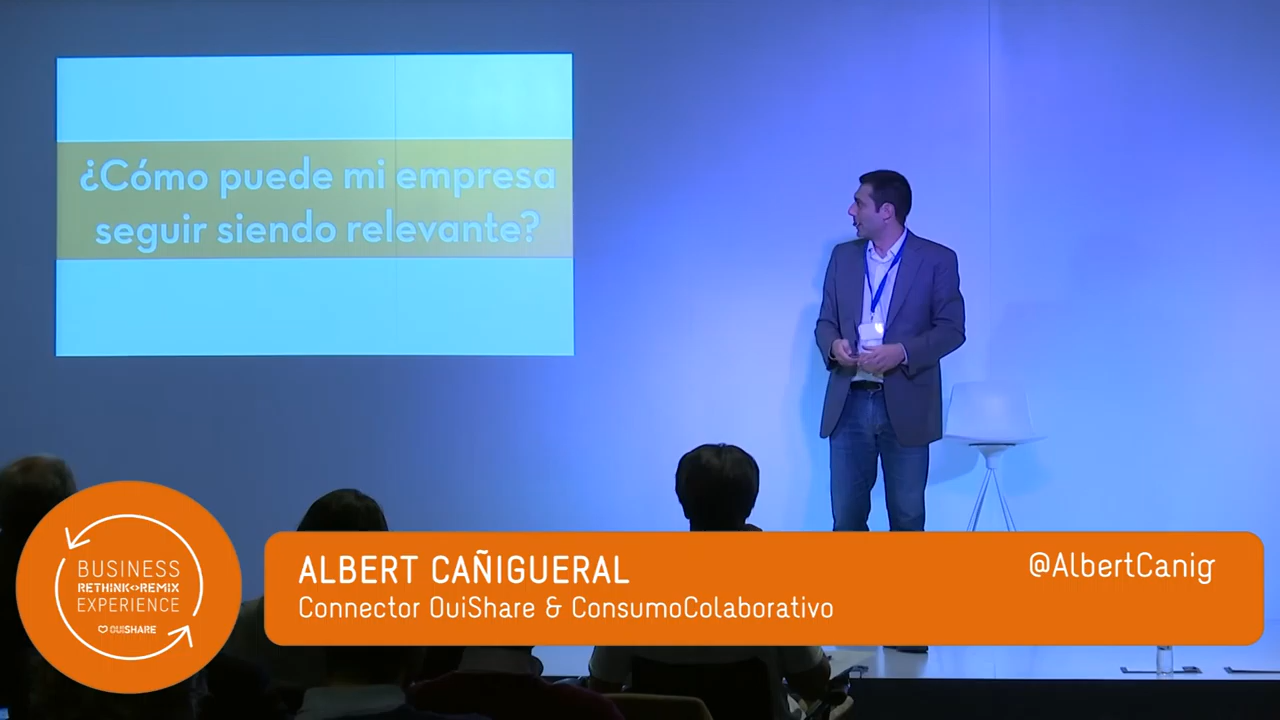 ¿Cómo puede mi empresa
seguir siendo relevante?
BUSINESS
RETHINK<>REMIX
EXPERIENCE
OUISHARE
ALBERT CAÑIGUERAL
@AlbertCanig
Connector OuiShare & ConsumoColaborativo